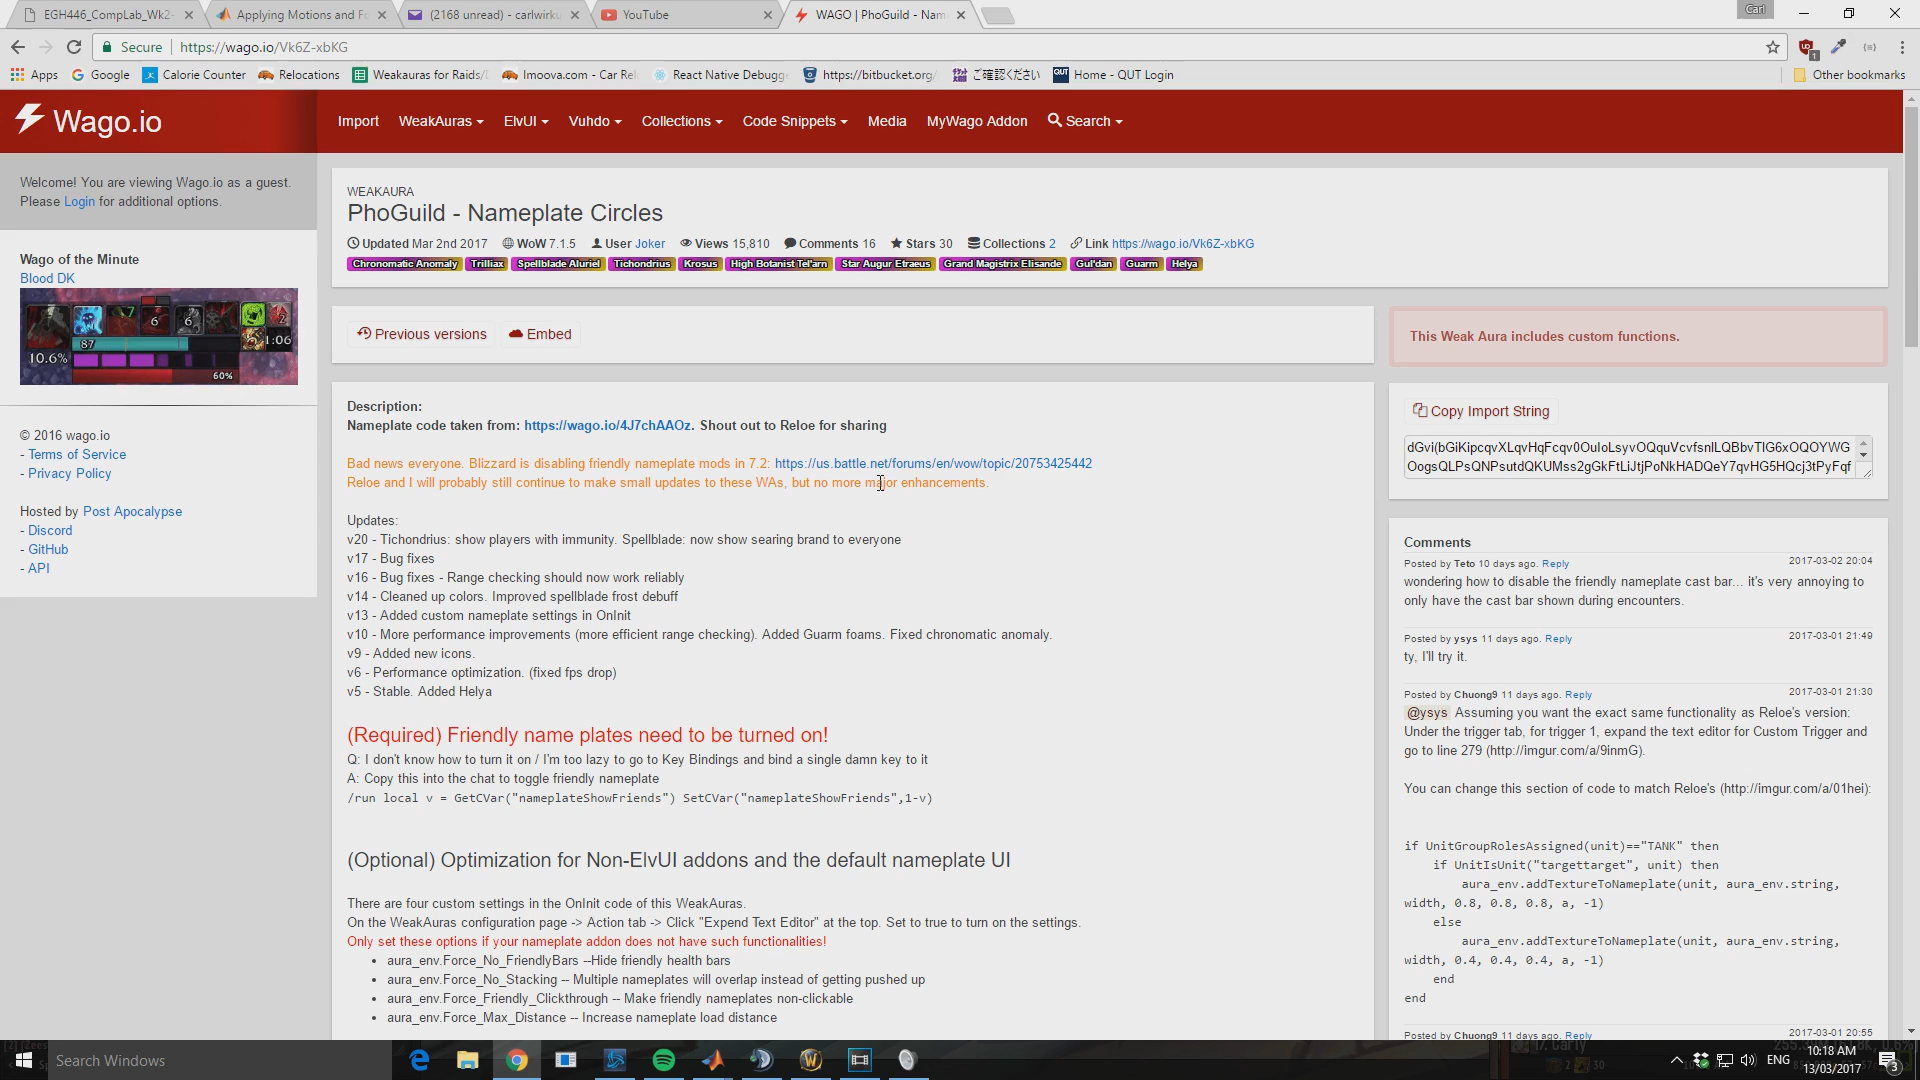 EGH446_CompLab_Wk2-
Applying Motions and Fo
(2168 unread) - carlwirku
YouTube
WAGO | PhoGuild - Nam
Carl
Secure
https://wago.io/Vk6Z-xbKG
Apps
Google
Calorie Counter
Relocations
Weakauras for Raids/D
Imoova.com - Car Rel
React Native Debugge
https://bitbucket.org/
ご確認ください
Home - QUT Login
Other bookmarks
Wago.io
Import
WeakAuras
ElvUI
Vuhdo
Collections
Code Snippets
Media
MyWago Addon
Search
Welcome! You are viewing Wago.io as a guest.
Please Login for additional options.
Wago of the Minute
Blood DK
87
10.6%
7
6
6
2
1:06
60%
© 2016 wago.io
- Terms of Service
- Privacy Policy
Hosted by Post Apocalypse
- Discord
- GitHub
- API
WEAKAURA
PhoGuild - Nameplate Circles
Updated Mar 2nd 2017 WoW 7.1.5 User Joker Views 15,810 Comments 16 Stars 30 Collections 2 Link https://wago.io/Vk6Z-xbKG
Chronomatic Anomaly Trilliax Spellblade Aluriel Tichondrius Krosus High Botanist Tel'arn Star Augur Etraeus Grand Magistrix Elisande Gul'dan Guarm Helya
Previous versions
Embed
Description:
Nameplate code taken from: https://wago.io/4J7chAAOz. Shout out to Reloe for sharing
Bad news everyone. Blizzard is disabling friendly nameplate mods in 7.2: https://us.battle.net/forums/en/wow/topic/20753425442
Reloe and I will probably still continue to make small updates to these WAs, but no more major enhancements.
Updates:
v20 - Tichondrius: show players with immunity. Spellblade: now show searing brand to everyone
v17 - Bug fixes
v16 - Bug fixes - Range checking should now work reliably
v14 - Cleaned up colors. Improved spellblade frost debuff
v13 - Added custom nameplate settings in OnInit
v10 - More performance improvements (more efficient range checking). Added Guarm foams. Fixed chronomatic anomaly.
v9 - Added new icons.
v6 - Performance optimization. (fixed fps drop)
v5 - Stable. Added Helya
(Required) Friendly name plates need to be turned on!
Q: I don't know how to turn it on / I'm too lazy to go to Key Bindings and bind a single damn key to it
A: Copy this into the chat to toggle friendly nameplate
/run local v = GetCVar("nameplateShowFriends") SetCVar("nameplateShowFriends",1-v)
(Optional) Optimization for Non-ElvUI addons and the default nameplate UI
There are four custom settings in the OnInit code of this WeakAuras.
On the WeakAuras configuration page -> Action tab -> Click "Expend Text Editor" at the top. Set to true to turn on the settings.
Only set these options if your nameplate addon does not have such functionalities!
• aura_env.Force_No_FriendlyBars --Hide friendly health bars
• aura_env.Force_No_Stacking -- Multiple nameplates will overlap instead of getting pushed up
• aura_env.Force_Friendly_Clickthrough -- Make friendly nameplates non-clickable
• aura_env.Force_Max_Distance -- Increase nameplate load distance
This Weak Aura includes custom functions.
Copy Import String
dGvi(bGiKipcqvXLqvHqFcqv0OuIoLsyvOQquVcvfsnILQBbvTIG6xOQOYWG
OogsQLPsQNPsutdQKUMss2gGkFtLiJtjPoNkHADQeY7qvHG5HQcj3tPyFqf
Comments
Posted by Teto 10 days ago. Reply
2017-03-02 20:04
wondering how to disable the friendly nameplate cast bar... it's very annoying to
only have the cast bar shown during encounters.
Posted by ysys 11 days ago. Reply
2017-03-01 21:49
ty, I'll try it.
Posted by Chuong9 11 days ago. Reply
2017-03-01 21:30
@ysys Assuming you want the exact same functionality as Reloe's version:
Under the trigger tab, for trigger 1, expand the text editor for Custom Trigger and
go to line 279 (http://imgur.com/a/9inmG).
You can change this section of code to match Reloe's (http://imgur.com/a/01hei):
if UnitGroupRolesAssigned(unit)=="TANK" then
if UnitIsUnit("targettarget", unit) then
aura_env.addTextureToNameplate(unit, aura_env.string,
width, 0.8, 0.8, 0.8, a, -1)
else
aura_env.addTextureToNameplate(unit, aura_env.string,
width, 0.4, 0.4, 0.4, a, -1)
end
end
Posted by Chuong9 11 days ago. Reply
2017-03-01 20:55
Search Windows
ENG
10:18 AM
13/03/2017
3